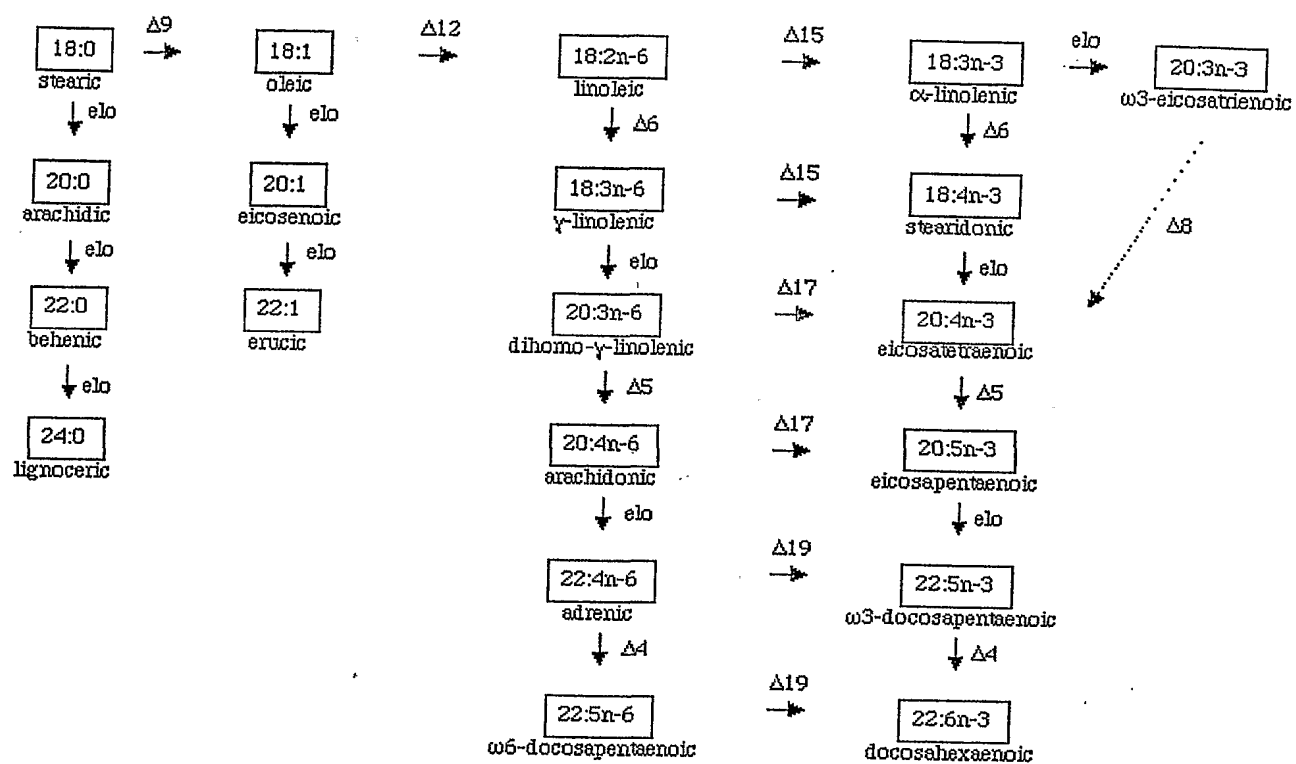 Δ9
Δ12
Δ15
elo
18:0
18:1
18:2n-6
18:3n-3
20:3n-3
stearic
oleic
linoleic
α-linolenic
ω3-eicosatrienoic
elo
elo
Δ6
Δ6
Δ15
20:0
20:1
18:3n-6
18:4n-3
arachidic
eicosenoic
γ-linolenic
stearidonic
Δ8
elo
elo
elo
elo
Δ17
22:0
22:1
20:3n-6
20:4n-3
behenic
erucic
dihomo-γ-linolenic
eicosatetraenoic
elo
Δ5
Δ5
Δ17
24:0
20:4n-6
20:5n-3
lignoceric
arachidonic
eicosapentaenoic
elo
elo
Δ19
22:4n-6
22:5n-3
adrenic
ω3-docosapentaenoic
Δ4
Δ4
Δ19
22:5n-6
22:6n-3
ω6-docosapentaenoic
docosahexaenoic